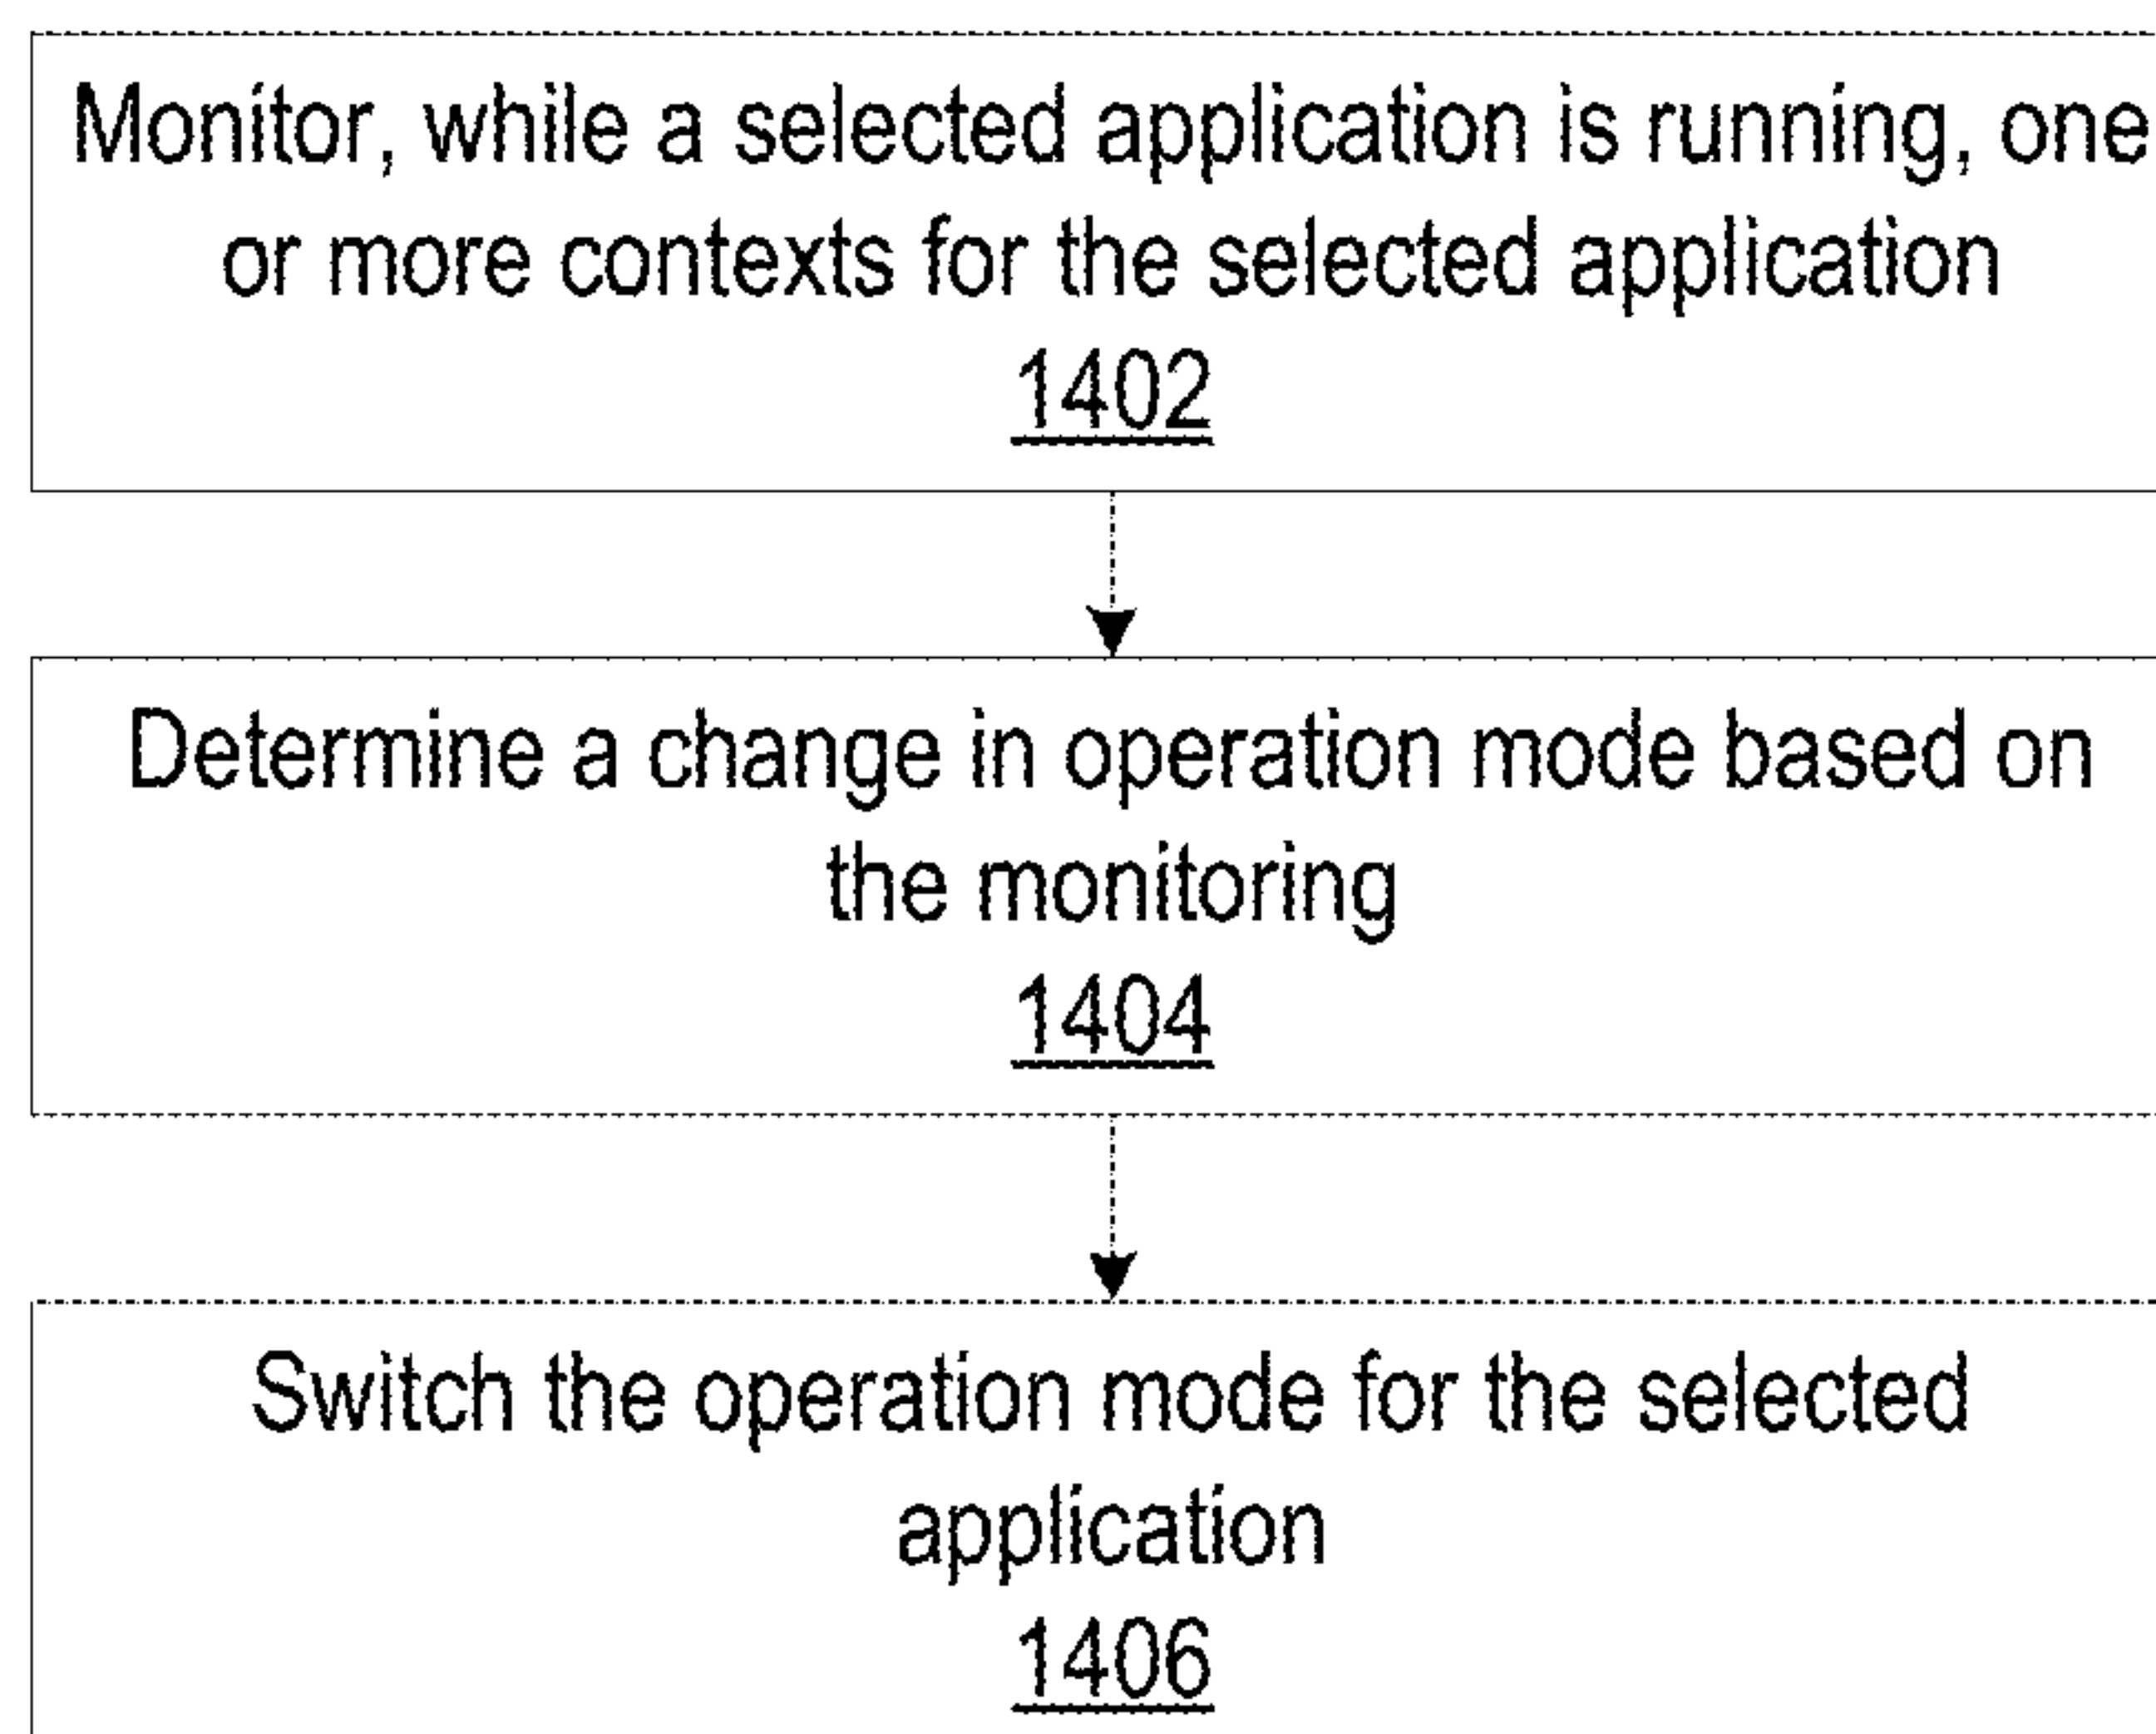 Monitor, while a selected application is running, one
or more contexts for the selected application
1402
Determine a change in operation mode based on
the monitoring
1404
Switch the operation mode for the selected
application
1406